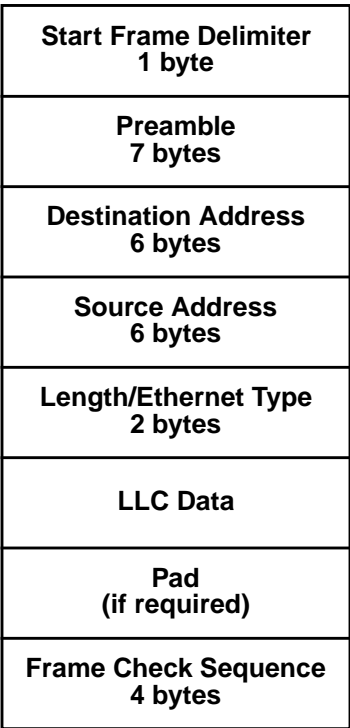 Start Frame Delimiter
1 byte
Preamble
7 bytes
Destination Address
6 bytes
Source Address
6 bytes
Length/Ethernet Type
2 bytes
LLC Data
Pad
(if required)
Frame Check Sequence
4 bytes